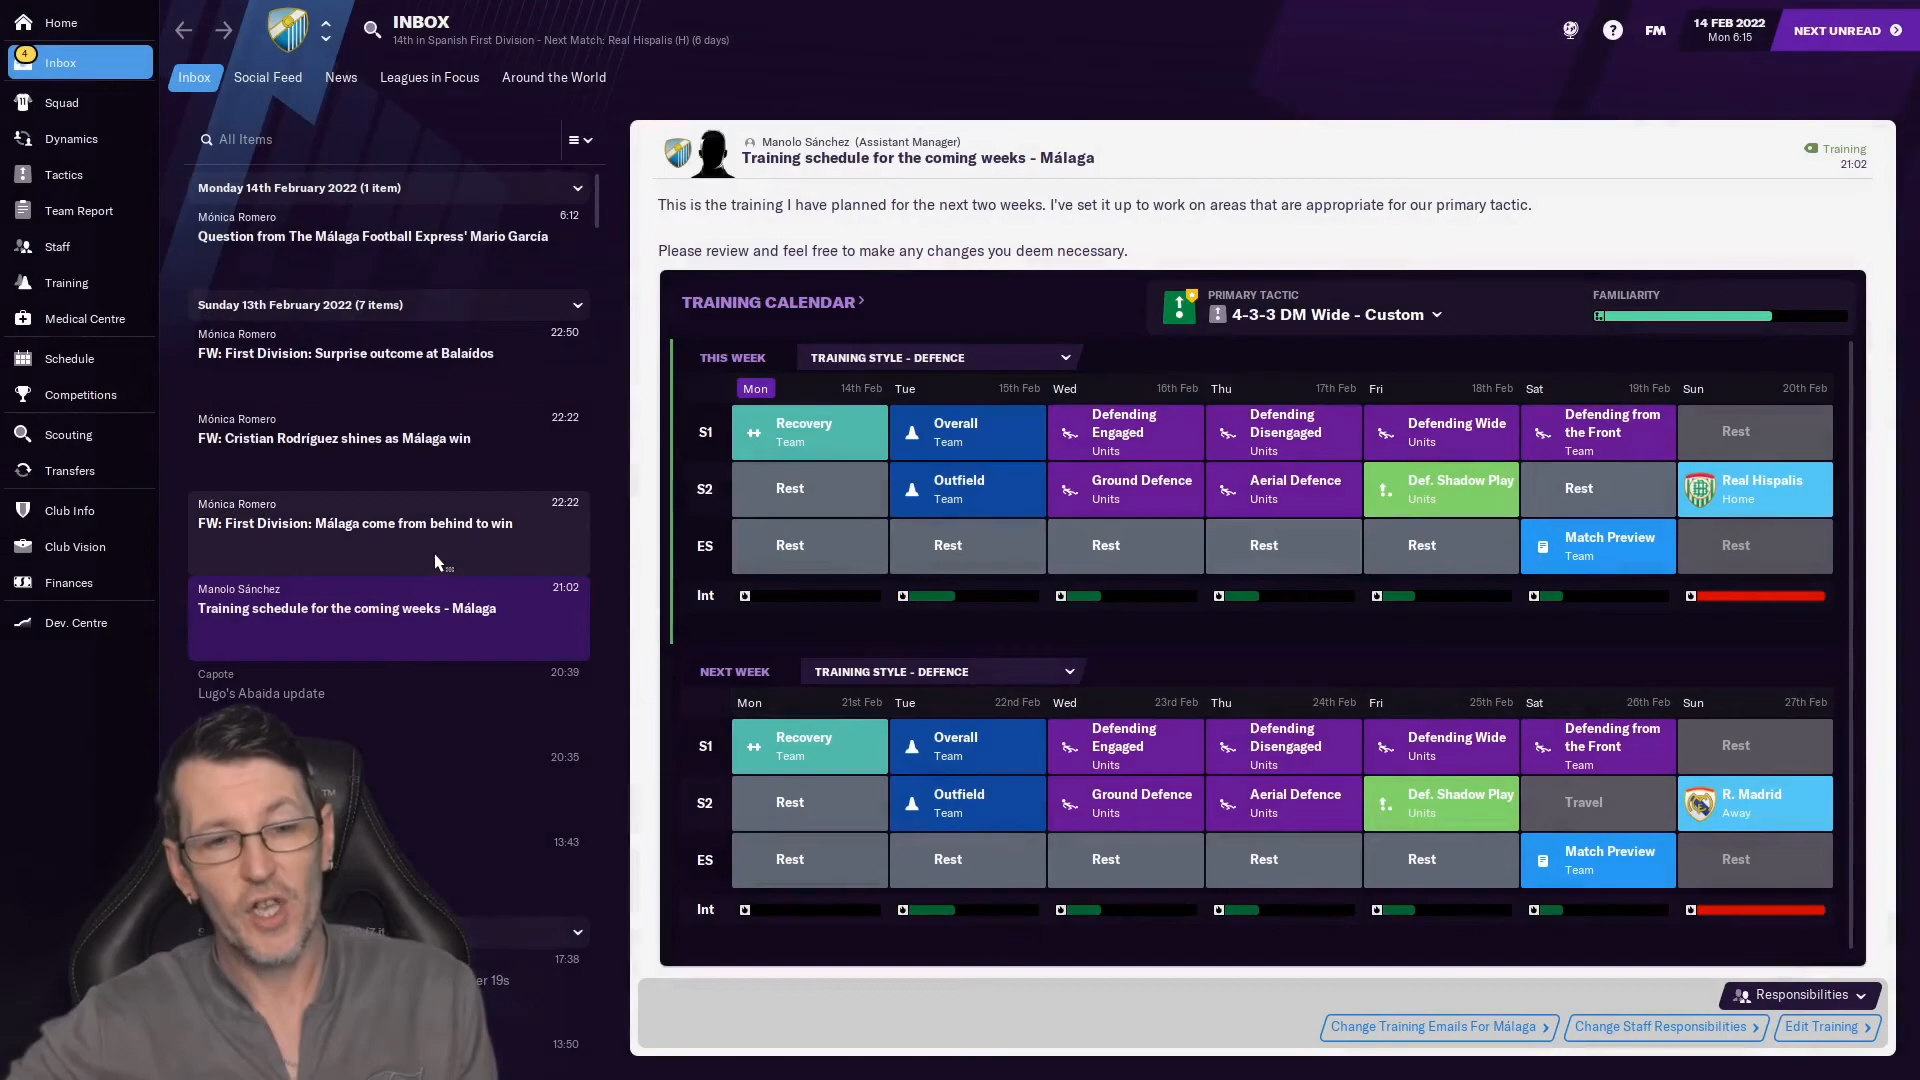 Home
4
Inbox
Squad
Dynamics
Tactics
Team Report
Staff
Training
Medical Centre
Schedule
Competitions
Scouting
Transfers
Club Info
Club Vision
Finances
Dev. Centre
INBOX
14th in Spanish First Division - Next Match: Real Hispalis (H) (6 days)
FM
14 FEB 2022
Mon 6:15
NEXT UNREAD
Inbox Social Feed News Leagues in Focus Around the World
All Items
Monday 14th February 2022 (1 item)
Mónica Romero 6:12
Question from The Málaga Football Express' Mario García
Sunday 13th February 2022 (7 items)
Mónica Romero 22:50
FW: First Division: Surprise outcome at Balaídos
Mónica Romero 22:22
FW: Cristian Rodríguez shines as Málaga win
Mónica Romero 22:22
FW: First Division: Málaga come from behind to win
Manolo Sánchez 21:02
Training schedule for the coming weeks - Málaga
Capote 20:39
Lugo's Abaida update
20:35
13:43
17:38
er 19s
13:50
Manolo Sánchez (Assistant Manager)
Training schedule for the coming weeks - Málaga
Training
21:02
This is the training I have planned for the next two weeks. I've set it up to work on areas that are appropriate for our primary tactic.
Please review and feel free to make any changes you deem necessary.
TRAINING CALENDAR
PRIMARY TACTIC
4-3-3 DM Wide - Custom
FAMILIARITY
THIS WEEK TRAINING STYLE - DEFENCE
Mon 14th Feb Tue 15th Feb Wed 16th Feb Thu 17th Feb Fri 18th Feb Sat 19th Feb Sun 20th Feb
S1
Recovery
Team
Overall
Team
Defending
Engaged
Units
Defending
Disengaged
Units
Defending Wide
Units
Defending from
the Front
Team
Rest
S2
Rest
Outfield
Team
Ground Defence
Units
Aerial Defence
Units
Def. Shadow Play
Units
Rest
Real Hispalis
Home
ES
Rest
Rest
Rest
Rest
Rest
Match Preview
Team
Rest
Int
NEXT WEEK TRAINING STYLE - DEFENCE
Mon 21st Feb Tue 22nd Feb Wed 23rd Feb Thu 24th Feb Fri 25th Feb Sat 26th Feb Sun 27th Feb
S1
Recovery
Team
Overall
Team
Defending
Engaged
Units
Defending
Disengaged
Units
Defending Wide
Units
Defending from
the Front
Team
Rest
S2
Rest
Outfield
Team
Ground Defence
Units
Aerial Defence
Units
Def. Shadow Play
Units
Travel
R. Madrid
Away
ES
Rest
Rest
Rest
Rest
Rest
Match Preview
Team
Rest
Int
Responsibilities
Change Training Emails For Málaga
Change Staff Responsibilities
Edit Training